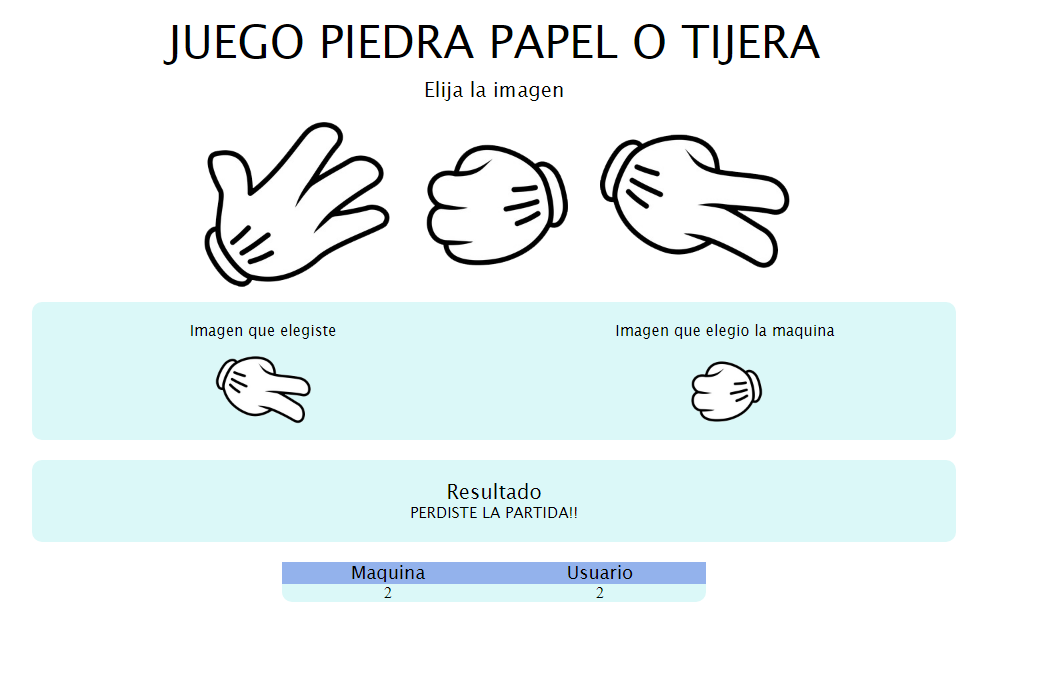 JUEGO PIEDRA PAPEL O TIJERA
Elija la imagen
Imagen que elegiste
Imagen que elegio la maquina
Resultado
PERDISTE LA PARTIDA!!
Maquina Usuario
2 2